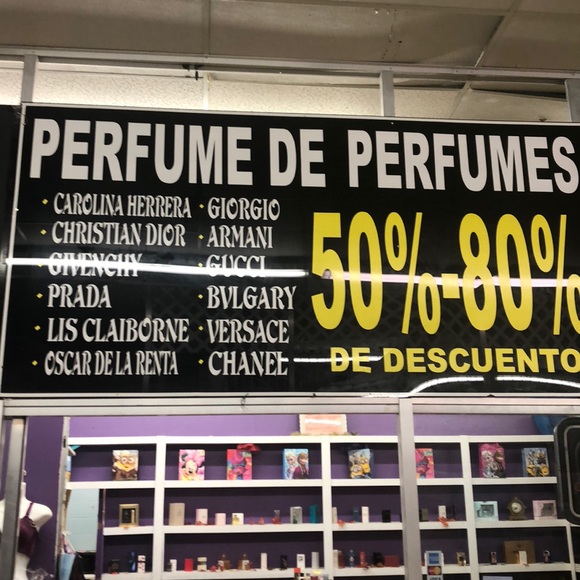 PERFUME DE PERFUMES
• CAROLINA HERRERA
• CHRISTIAN DIOR
• GIVENCHY
• PRADA
• LIS CLAIBORNE
• OSCAR DE LA RENTA
• GIORGIO
• ARMANI
• GUCCI
• BVLGARY
• VERSACE
• CHANEL
50%-80%
DE DESCUENTO